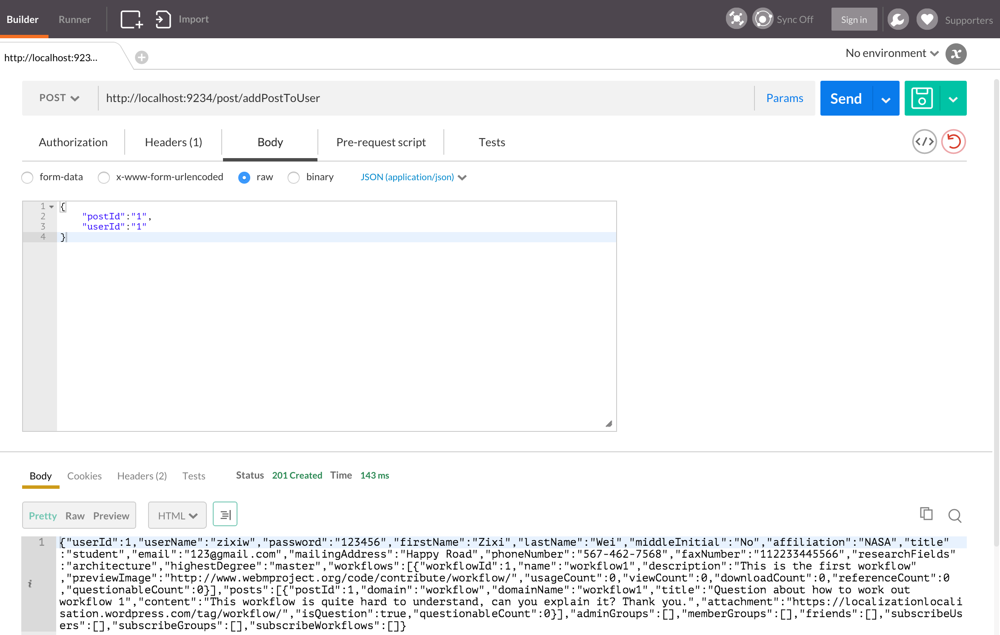 Builder Runner Import Sync Off Sign in Supporters
http://localhost:923... No environment x
POST http://localhost:9234/post/addPostToUser Params Send
Authorization Headers (1) Body Pre-request script Tests </>
form-data x-www-form-urlencoded raw binary JSON (application/json)
1 {
2 "postId":"1",
3 "userId":"1"
4 }
Body Cookies Headers (2) Tests Status 201 Created Time 143 ms
Pretty Raw Preview HTML
1 {"userId":1,"userName":"zixiw","password":"123456","firstName":"Zixi","lastName":"Wei","middleInitial":"No","affiliation":"NASA","title"
:"student","email":"123@gmail.com","mailingAddress":"Happy Road","phoneNumber":"567-462-7568","faxNumber":"112233445566","researchFields"
:"architecture","highestDegree":"master","workflows":[{"workflowId":1,"name":"workflow1","description":"This is the first workflow"
i ,"previewImage":"http://www.webmproject.org/code/contribute/workflow/","usageCount":0,"viewCount":0,"downloadCount":0,"referenceCount":0
,"questionableCount":0}],"posts":[{"postId":1,"domain":"workflow","domainName":"workflow1","title":"Question about how to work out
workflow 1","content":"This workflow is quite hard to understand, can you explain it? Thank you.","attachment":"https://localizationlocali
sation.wordpress.com/tag/workflow/","isQuestion":true,"questionableCount":0}],"adminGroups":[],"memberGroups":[],"friends":[],"subscribeUs
ers":[],"subscribeGroups":[],"subscribeWorkflows":[]}